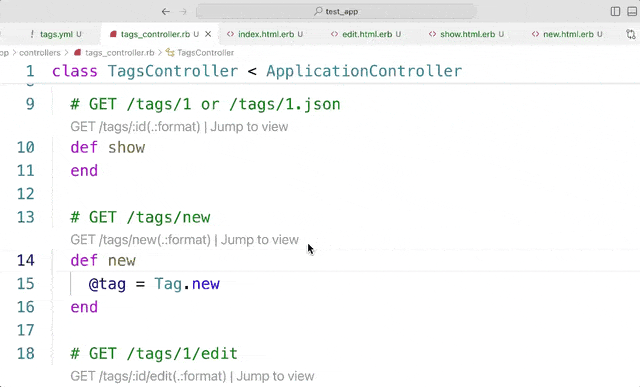 test_app
tags.yml U
tags_controller.rb U
index.html.erb U
edit.html.erb U
show.html.erb U
new.html.erb U
pp > controllers > tags_controller.rb > TagsController
1 class TagsController < ApplicationController
9 # GET /tags/1 or /tags/1.json
GET /tags/:id(.:format) | Jump to view
10 def show
11 end
12
13 # GET /tags/new
GET /tags/new(.:format) | Jump to view
14 def new
15 @tag = Tag.new
16 end
17
18 # GET /tags/1/edit
GET /tags/:id/edit(.:format) | Jump to view